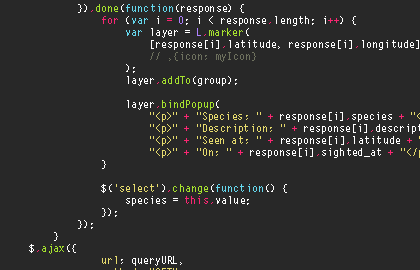 }).done(function(response) {
for (var i = 0; i < response.length; i++) {
var layer = L.marker(
[response[i].latitude, response[i].longitude]
// ,{icon: myIcon}
);
layer.addTo(group);
layer.bindPopup(
"<p>" + "Species: " + response[i].species + "<
"<p>" + "Description: " + response[i].descript
"<p>" + "Seen at: " + response[i].latitude + "
"<p>" + "On: " + response[i].sighted_at + "</p
}
$('select').change(function() {
species = this.value;
});
});
}
$.ajax({
url: queryURL,